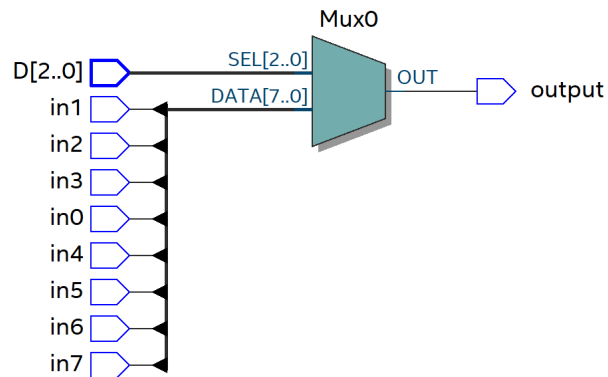 Mux0
D[2..0]
SEL[2..0]
in1
DATA[7..0]
OUT
output
in2
in3
in0
in4
in5
in6
in7